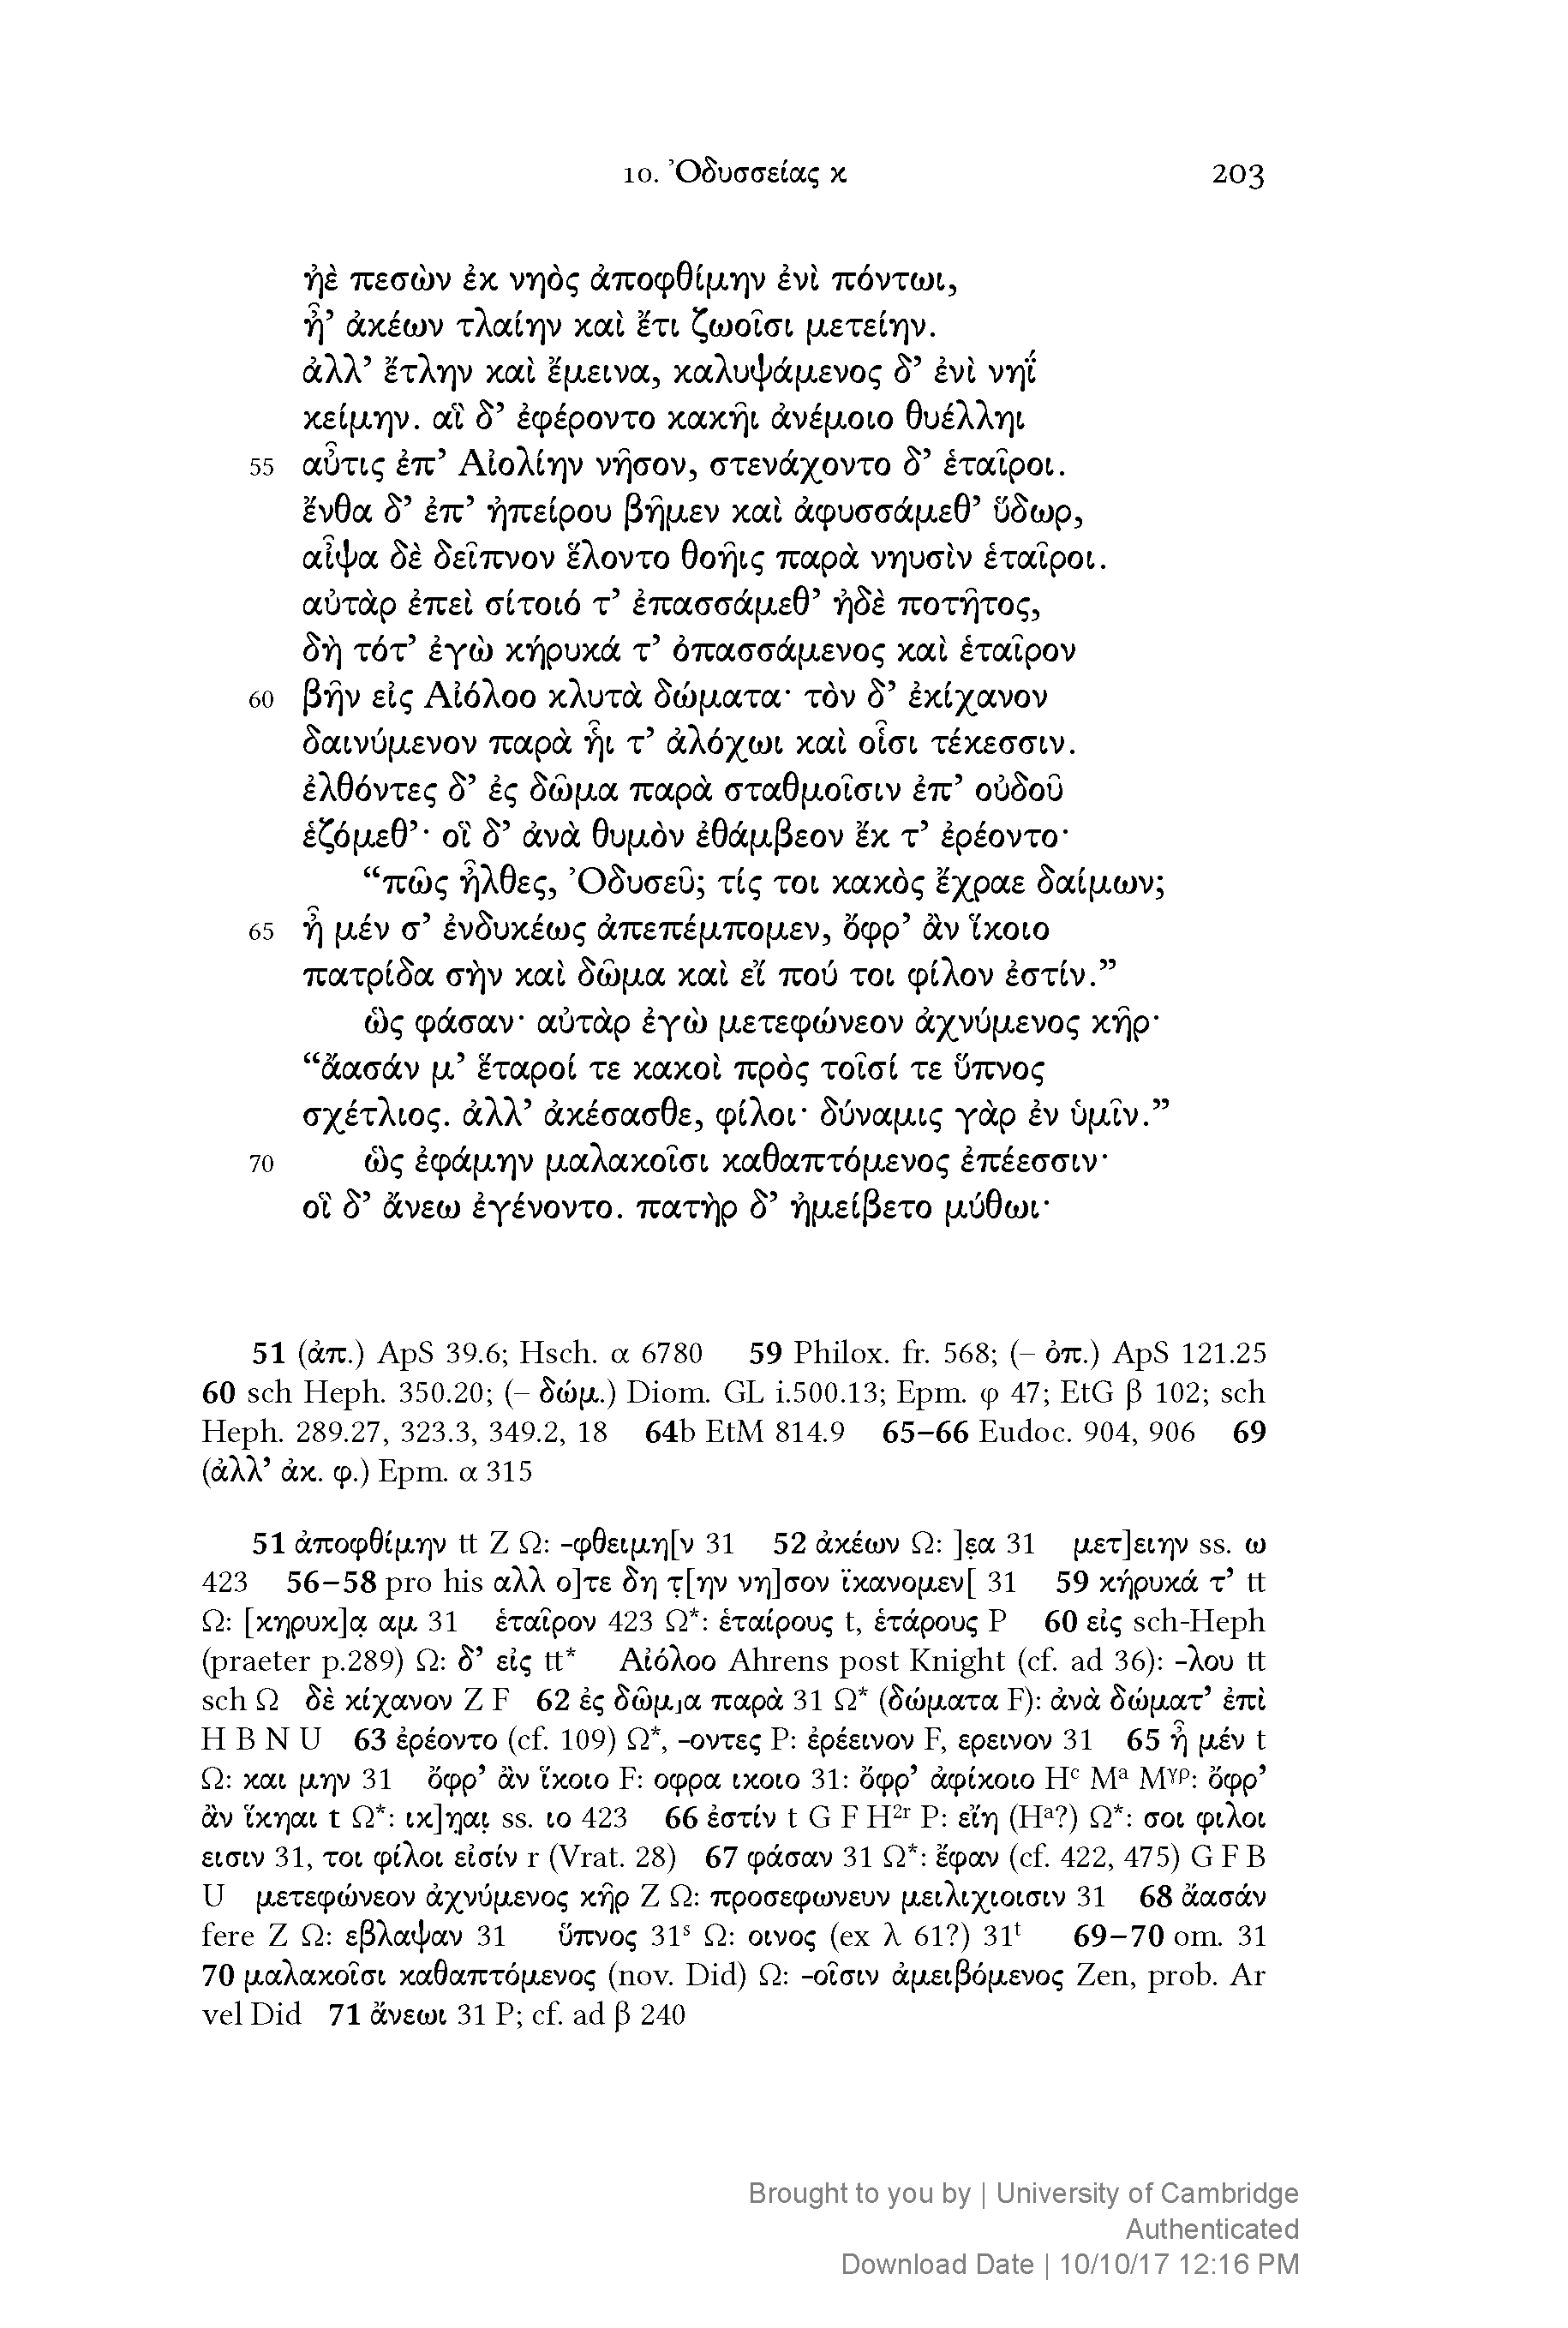 10. Ὀδυσσείας κ 203
ἠὲ πεσὼν ἐκ νηὸς ἀποφθίμην ἐνὶ πόντωι,
ἦ’ ἀκέων τλαίην καὶ ἔτι ζωοῖσι μετείην.
ἀλλ’ ἔτλην καὶ ἔμεινα, καλυψάμενος δ’ ἐνὶ νηΐ
κείμην. αἳ δ’ ἐφέροντο κακῆι ἀνέμοιο θυέλληι
55 αὖτις ἐπ’ Αἰολίην νῆσον, στενάχοντο δ’ ἑταῖροι.
ἔνθα δ’ ἐπ’ ἠπείρου βῆμεν καὶ ἀφυσσάμεθ’ ὕδωρ,
αἶψα δὲ δεῖπνον ἕλοντο θοῆις παρὰ νηυσὶν ἑταῖροι.
αὐτὰρ ἐπεὶ σίτοιό τ’ ἐπασσάμεθ’ ἠδὲ ποτῆτος,
δὴ τότ’ ἐγὼ κήρυκά τ’ ὀπασσάμενος καὶ ἑταῖρον
60 βῆν εἰς Αἰόλοο κλυτὰ δώματα· τὸν δ’ ἐκίχανον
δαινύμενον παρὰ ἧι τ’ ἀλόχωι καὶ οἷσι τέκεσσιν.
ἐλθόντες δ’ ἐς δῶμα παρὰ σταθμοῖσιν ἐπ’ οὐδοῦ
ἑζόμεθ’· οἳ δ’ ἀνὰ θυμὸν ἐθάμβεον ἔκ τ’ ἐρέοντο·
“πῶς ἦλθες, Ὀδυσεῦ; τίς τοι κακὸς ἔχραε δαίμων;
65 ἦ μέν σ’ ἐνδυκέως ἀπεπέμπομεν, ὄφρ’ ἂν ἵκοιο
πατρίδα σὴν καὶ δῶμα καὶ εἴ πού τοι φίλον ἐστίν.”
ὣς φάσαν· αὐτὰρ ἐγὼ μετεφώνεον ἀχνύμενος κῆρ·
“ἄασάν μ’ ἕταροί τε κακοὶ πρὸς τοῖσί τε ὕπνος
σχέτλιος. ἀλλ’ ἀκέσασθε, φίλοι· δύναμις γὰρ ἐν ὑμῖν.”
70 ὣς ἐφάμην μαλακοῖσι καθαπτόμενος ἐπέεσσιν·
οἳ δ’ ἄνεω ἐγένοντο. πατὴρ δ’ ἠμείβετο μύθωι·
51 (ἀπ.) ApS 39.6; Hsch. α 6780 59 Philox. fr. 568; (– ὀπ.) ApS 121.25
60 sch Heph. 350.20; (– δώμ.) Diom. GL i.500.13; Epm. φ 47; EtG β 102; sch
Heph. 289.27, 323.3, 349.2, 18 64b EtM 814.9 65–66 Eudoc. 904, 906 69
(ἀλλ’ ἀκ. φ.) Epm. α 315
51 ἀποφθίμην tt Z Ω: -φθειμη[ν 31 52 ἀκέων Ω: ]ε̣α 31 μετ]ειην ss. ω
423 56–58 pro his αλλ ο]τε δη τ̣[ην νη]σον ϊκανομεν[ 31 59 κήρυκά τ’ tt
Ω: [κηρυκ]α̣ αμ 31 ἑταῖρον 423 Ω*: ἑταίρους t, ἑτάρους P 60 εἰς sch-Heph
(praeter p.289) Ω: δ’ εἰς tt* Αἰόλοο Ahrens post Knight (cf. ad 36): -λου tt
sch Ω δὲ κίχανον Z F 62 ἐς δῶμ⌟α παρὰ 31 Ω* (δώματα F): ἀνὰ δώματ’ ἐπὶ
H B N U 63 ἐρέοντο (cf. 109) Ω*, -οντες P: ἐρέεινον F, ερεινον 31 65 ἦ μέν t
Ω: και μην 31 ὄφρ’ ἂν ἵκοιο F: οφρα ικοιο 31: ὄφρ’ ἀφίκοιο Hᶜ Mᵃ Mᵞᵖ: ὄφρ’
ἂν ἵκηαι t Ω*: ικ]η̣αι̣ ss. ιο 423 66 ἐστίν t G F H²ʳ P: εἴη (Hᵃ?) Ω*: σοι φιλοι
εισιν 31, τοι φίλοι εἰσίν r (Vrat. 28) 67 φάσαν 31 Ω*: ἔφαν (cf. 422, 475) G F B
U μετεφώνεον ἀχνύμενος κῆρ Z Ω: προσεφωνευν μειλιχιοισιν 31 68 ἄασάν
fere Z Ω: εβλαψαν 31 ὕπνος 31ˢ Ω: οινος (ex λ 61?) 31ᵗ 69–70 om. 31
70 μαλακοῖσι καθαπτόμενος (nov. Did) Ω: -οῖσιν ἀμειβόμενος Zen, prob. Ar
vel Did 71 ἄνεωι 31 P; cf. ad β 240
Brought to you by | University of Cambridge
Authenticated
Download Date | 10/10/17 12:16 PM